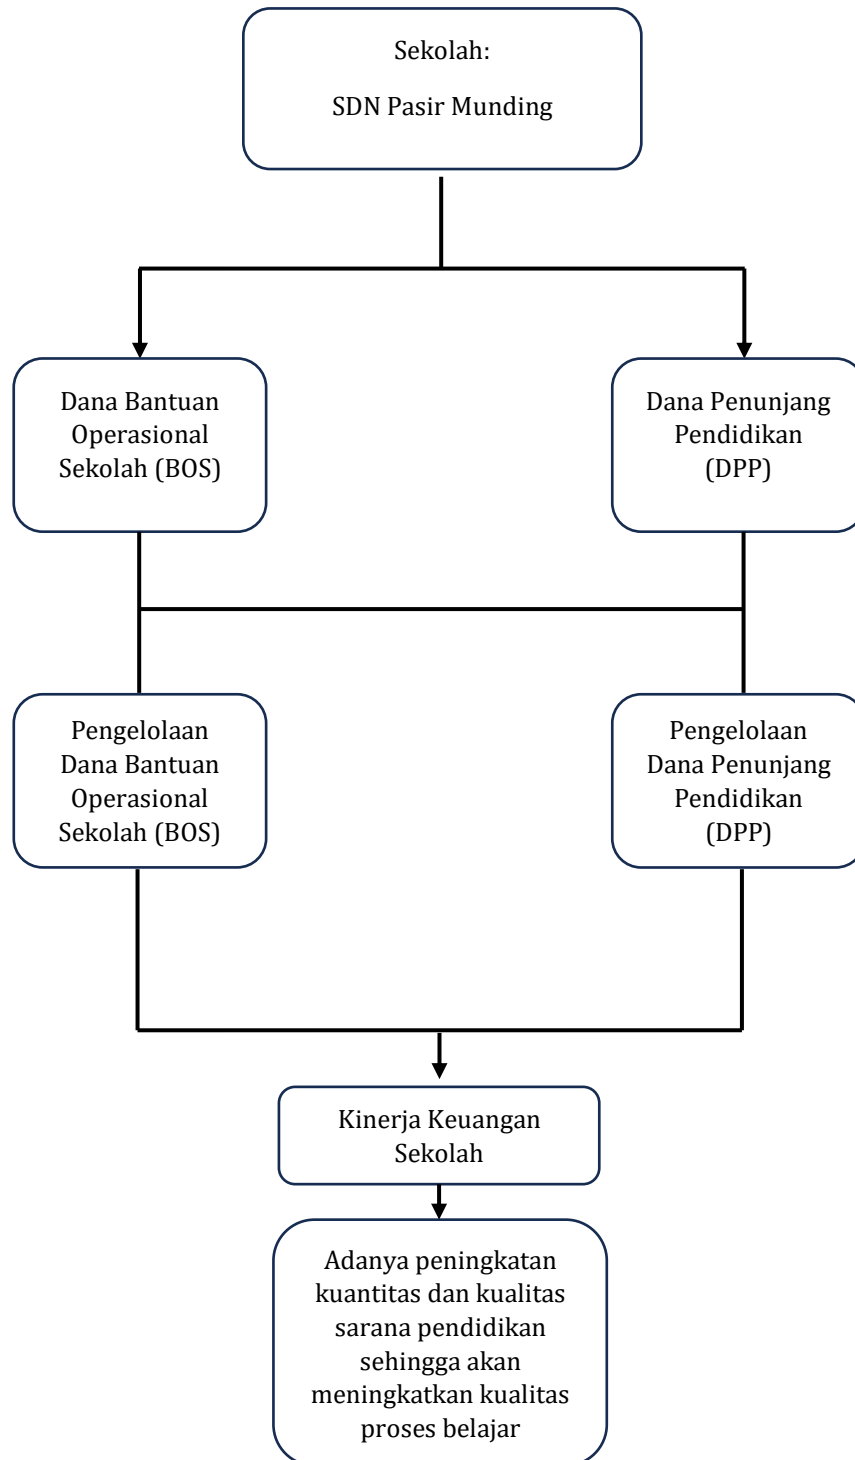 Sekolah:
SDN Pasir Munding
Dana Bantuan
Operasional
Sekolah (BOS)
Dana Penunjang
Pendidikan
(DPP)
Pengelolaan
Dana Bantuan
Operasional
Sekolah (BOS)
Pengelolaan
Dana Penunjang
Pendidikan
(DPP)
Kinerja Keuangan
Sekolah
Adanya peningkatan
kuantitas dan kualitas
sarana pendidikan
sehingga akan
meningkatkan kualitas
proses belajar